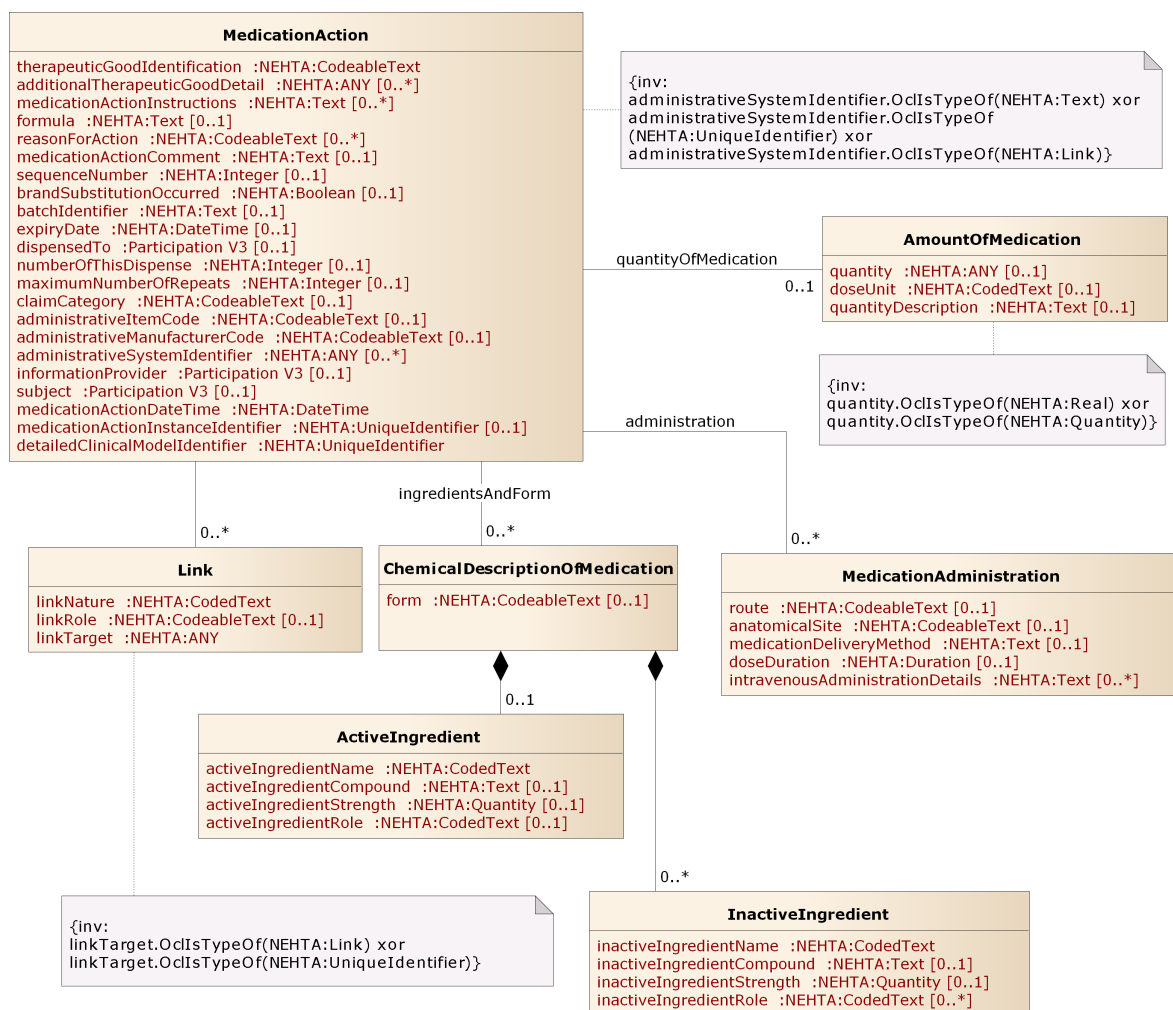 MedicationAction
therapeuticGoodIdentification :NEHTA:CodeableText
additionalTherapeuticGoodDetail :NEHTA:ANY [0..*]
medicationActionInstructions :NEHTA:Text [0..*]
formula :NEHTA:Text [0..1]
reasonForAction :NEHTA:CodeableText [0..*]
medicationActionComment :NEHTA:Text [0..1]
sequenceNumber :NEHTA:Integer [0..1]
brandSubstitutionOccurred :NEHTA:Boolean [0..1]
batchIdentifier :NEHTA:Text [0..1]
expiryDate :NEHTA:DateTime [0..1]
dispensedTo :Participation V3 [0..1]
numberOfThisDispense :NEHTA:Integer [0..1]
maximumNumberOfRepeats :NEHTA:Integer [0..1]
claimCategory :NEHTA:CodeableText [0..1]
administrativeItemCode :NEHTA:CodeableText [0..1]
administrativeManufacturerCode :NEHTA:CodeableText [0..1]
administrativeSystemIdentifier :NEHTA:ANY [0..*]
informationProvider :Participation V3 [0..1]
subject :Participation V3 [0..1]
medicationActionDateTime :NEHTA:DateTime
medicationActionInstanceIdentifier :NEHTA:UniqueIdentifier [0..1]
detailedClinicalModelIdentifier :NEHTA:UniqueIdentifier
{inv:
administrativeSystemIdentifier.OclIsTypeOf(NEHTA:Text) xor
administrativeSystemIdentifier.OclIsTypeOf
(NEHTA:UniqueIdentifier) xor
administrativeSystemIdentifier.OclIsTypeOf(NEHTA:Link)}
quantityOfMedication
0..1
AmountOfMedication
quantity :NEHTA:ANY [0..1]
doseUnit :NEHTA:CodedText [0..1]
quantityDescription :NEHTA:Text [0..1]
{inv:
quantity.OclIsTypeOf(NEHTA:Real) xor
quantity.OclIsTypeOf(NEHTA:Quantity)}
administration
0..*
ingredientsAndForm
0..*
0..*
Link
linkNature :NEHTA:CodedText
linkRole :NEHTA:CodeableText [0..1]
linkTarget :NEHTA:ANY
ChemicalDescriptionOfMedication
form :NEHTA:CodeableText [0..1]
MedicationAdministration
route :NEHTA:CodeableText [0..1]
anatomicalSite :NEHTA:CodeableText [0..1]
medicationDeliveryMethod :NEHTA:Text [0..1]
doseDuration :NEHTA:Duration [0..1]
intravenousAdministrationDetails :NEHTA:Text [0..*]
0..1
ActiveIngredient
activeIngredientName :NEHTA:CodedText
activeIngredientCompound :NEHTA:Text [0..1]
activeIngredientStrength :NEHTA:Quantity [0..1]
activeIngredientRole :NEHTA:CodedText [0..1]
0..*
{inv:
linkTarget.OclIsTypeOf(NEHTA:Link) xor
linkTarget.OclIsTypeOf(NEHTA:UniqueIdentifier)}
InactiveIngredient
inactiveIngredientName :NEHTA:CodedText
inactiveIngredientCompound :NEHTA:Text [0..1]
inactiveIngredientStrength :NEHTA:Quantity [0..1]
inactiveIngredientRole :NEHTA:CodedText [0..*]